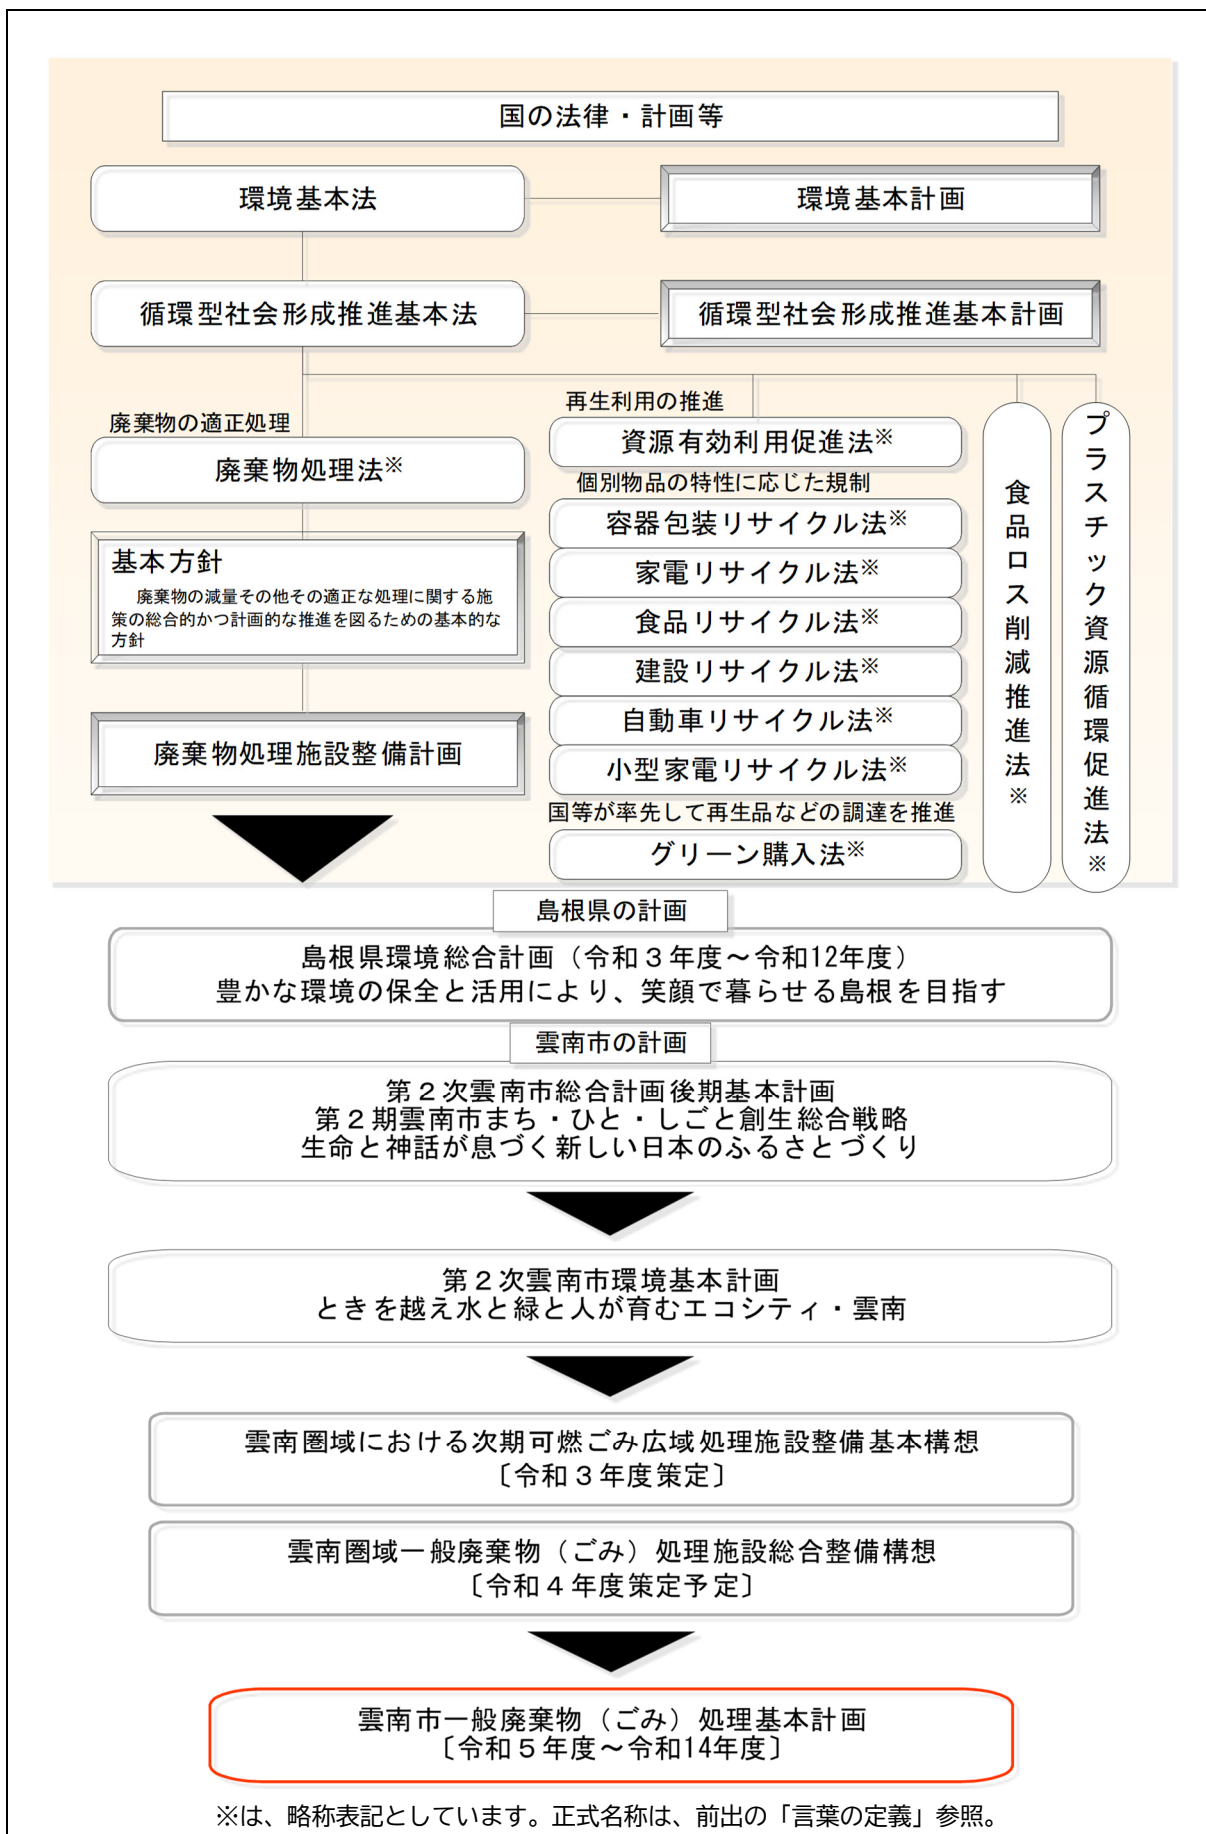 国の法律・計画等
環境基本法
環境基本計画
循環型社会形成推進基本法
循環型社会形成推進基本計画
廃棄物の適正処理
廃棄物処理法※
基本方針
廃棄物の減量その他その適正な処理に関する施
策の総合的かつ計画的な推進を図るための基本的な
方針
廃棄物処理施設整備計画
再生利用の推進
資源有効利用促進法※
個別物品の特性に応じた規制
容器包装リサイクル法※
家電リサイクル法※
食品リサイクル法※
建設リサイクル法※
自動車リサイクル法※
小型家電リサイクル法※
国等が率先して再生品などの調達を推進
グリーン購入法※
食品ロス削減推進法※
プラスチック資源循環促進法※
島根県の計画
島根県環境総合計画（令和３年度～令和12年度）
豊かな環境の保全と活用により、笑顔で暮らせる島根を目指す
雲南市の計画
第２次雲南市総合計画後期基本計画
第２期雲南市まち・ひと・しごと創生総合戦略
生命と神話が息づく新しい日本のふるさとづくり
第２次雲南市環境基本計画
ときを越え水と緑と人が育むエコシティ・雲南
雲南圏域における次期可燃ごみ広域処理施設整備基本構想
〔令和３年度策定〕
雲南圏域一般廃棄物（ごみ）処理施設総合整備構想
〔令和４年度策定予定〕
雲南市一般廃棄物（ごみ）処理基本計画
〔令和５年度～令和14年度〕
※は、略称表記としています。正式名称は、前出の「言葉の定義」参照。